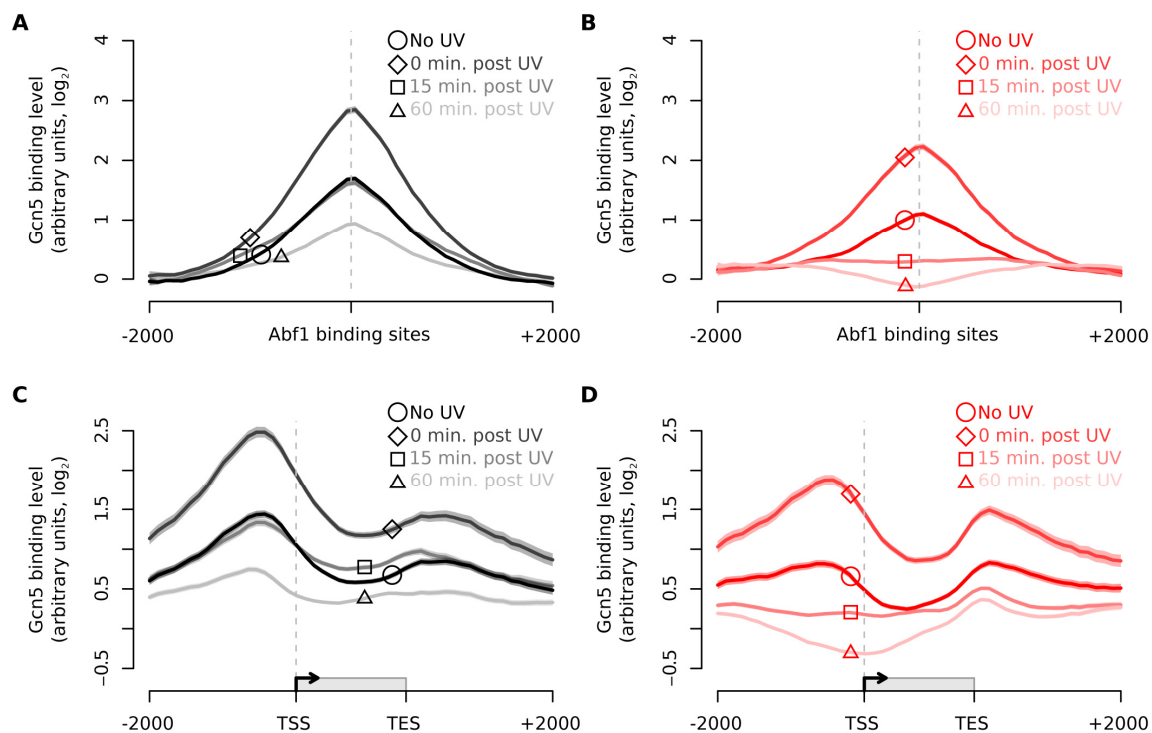 A
Gcn5 binding level
(arbitrary units, log2)
4
3
2
1
0
No UV
0 min. post UV
15 min. post UV
60 min. post UV
-2000
Abf1 binding sites
+2000
B
Gcn5 binding level
(arbitrary units, log2)
4
3
2
1
0
No UV
0 min. post UV
15 min. post UV
60 min. post UV
-2000
Abf1 binding sites
+2000
C
Gcn5 binding level
(arbitrary units, log2)
2.5
1.5
0.5
−0.5
No UV
0 min. post UV
15 min. post UV
60 min. post UV
-2000
TSS
TES
+2000
D
Gcn5 binding level
(arbitrary units, log2)
2.5
1.5
0.5
−0.5
No UV
0 min. post UV
15 min. post UV
60 min. post UV
-2000
TSS
TES
+2000